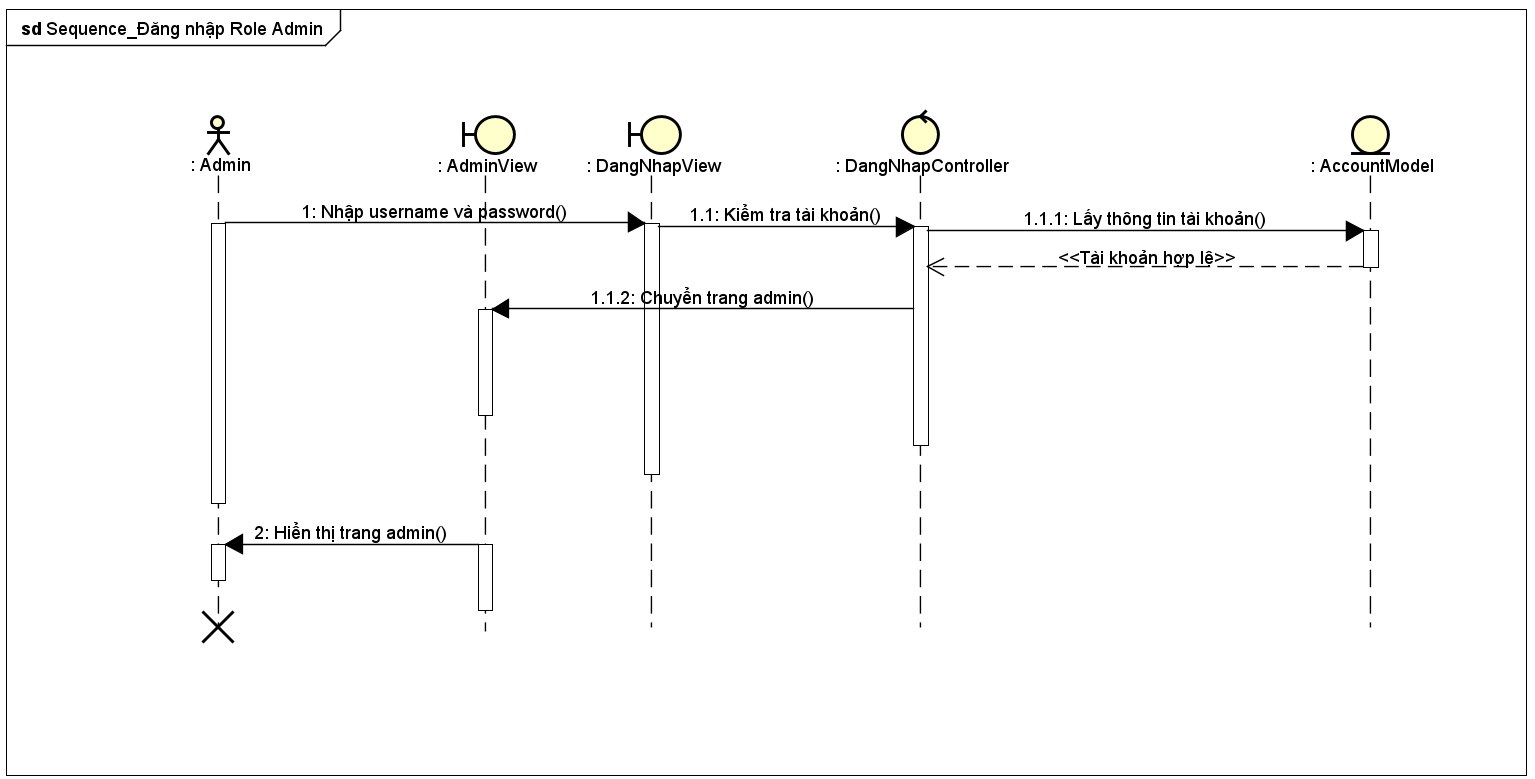 sd Sequence_Đăng nhập Role Admin
: Admin
: AdminView
: DangNhapView
: DangNhapController
: AccountModel
1: Nhập username và password()
1.1: Kiểm tra tài khoản()
1.1.1: Lấy thông tin tài khoản()
<<Tài khoản hợp lệ>>
1.1.2: Chuyển trang admin()
2: Hiển thị trang admin()